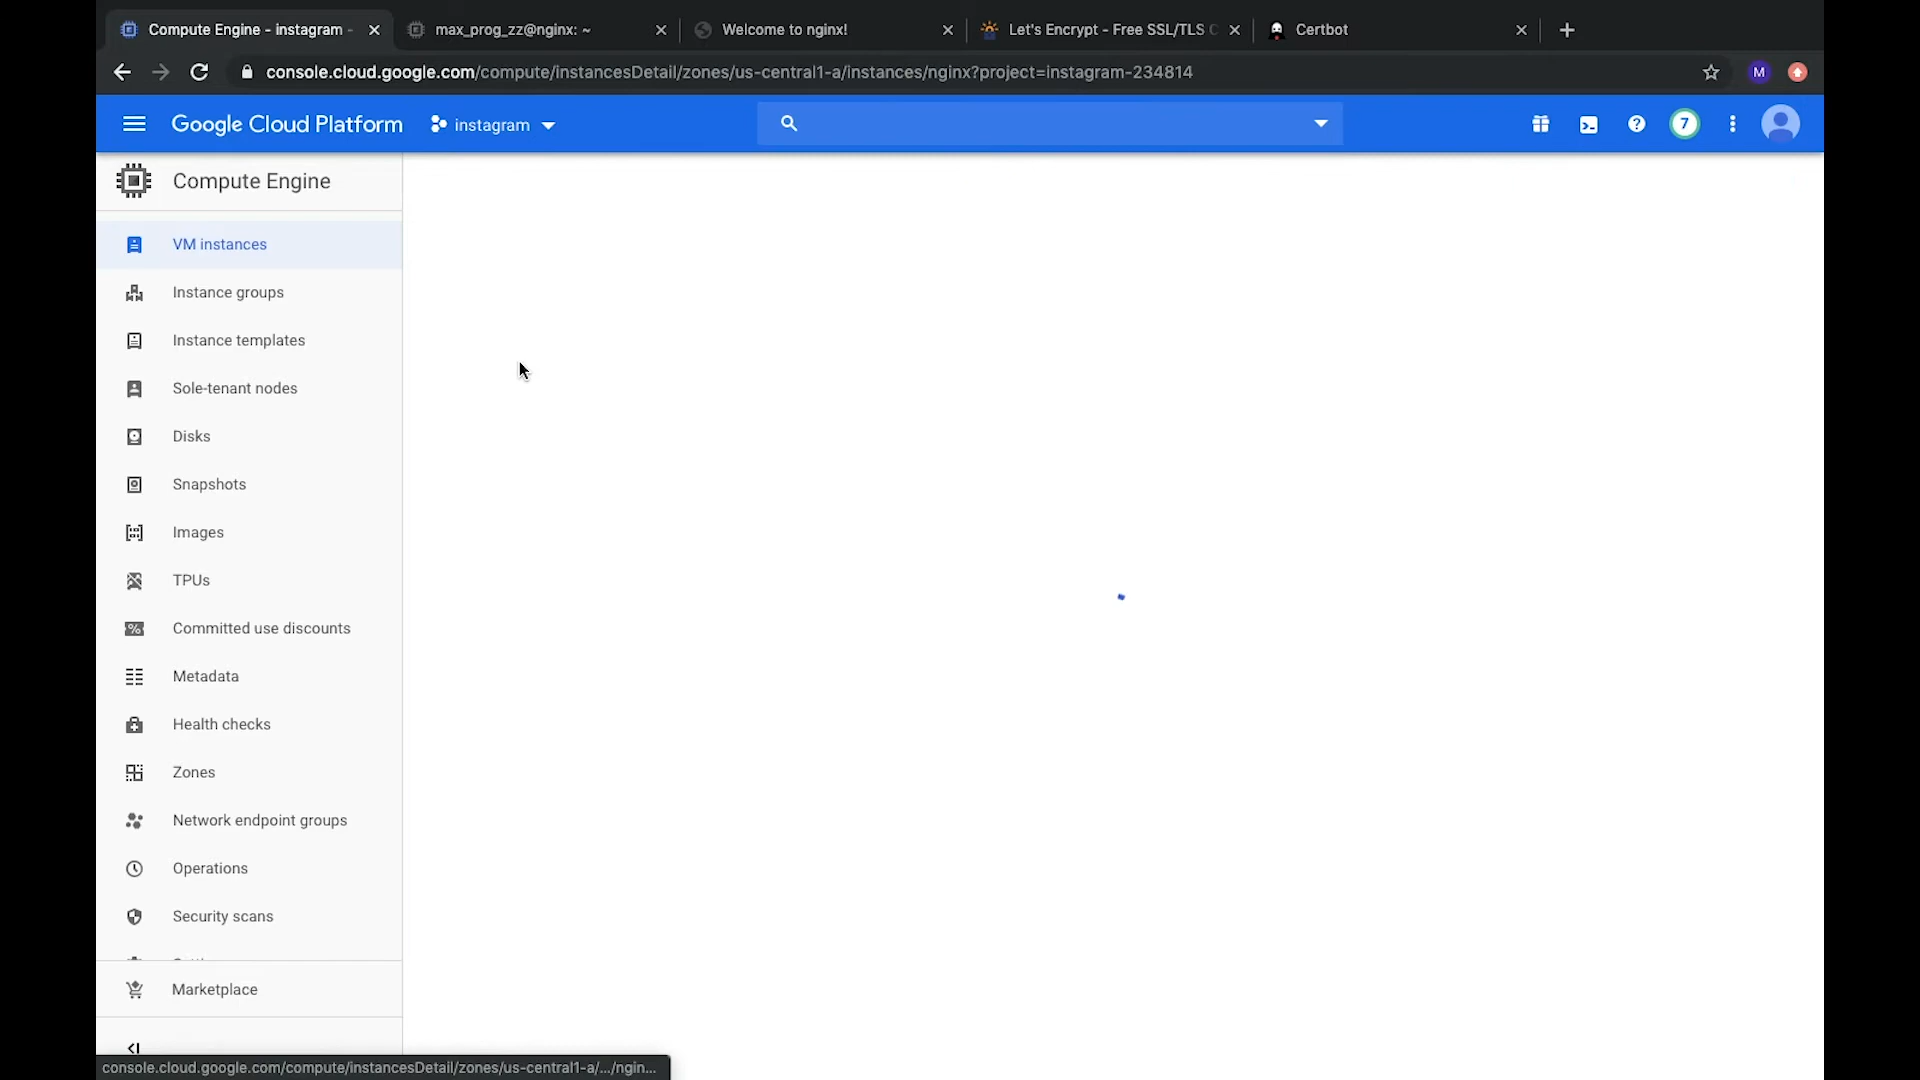 Compute Engine - instagram -
max_prog_zz@nginx: ~
Welcome to nginx!
Let's Encrypt - Free SSL/TLS C
Certbot
console.cloud.google.com/compute/instancesDetail/zones/us-central1-a/instances/nginx?project=instagram-234814
M
Google Cloud Platform
instagram
7
Compute Engine
VM instances
Instance groups
Instance templates
Sole-tenant nodes
Disks
Snapshots
Images
TPUs
Committed use discounts
Metadata
Health checks
Zones
Network endpoint groups
Operations
Security scans
Marketplace
console.cloud.google.com/compute/instancesDetail/zones/us-central1-a/.../ngin...